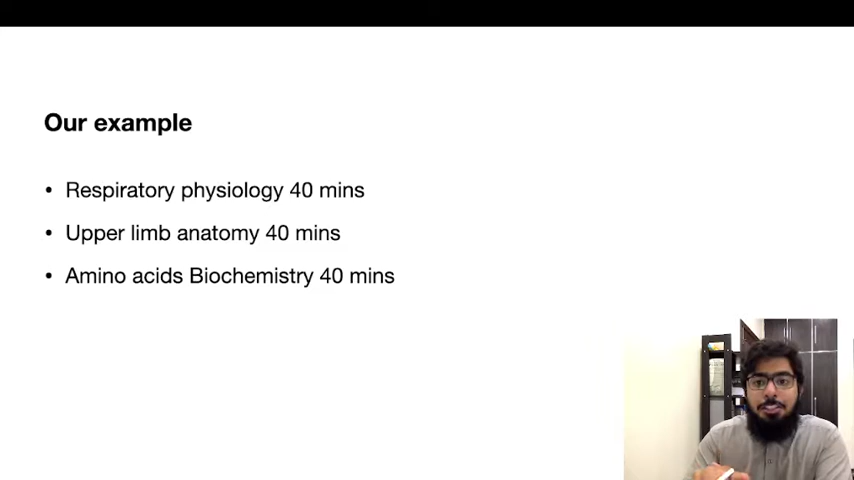 Our example
• Respiratory physiology 40 mins
• Upper limb anatomy 40 mins
• Amino acids Biochemistry 40 mins